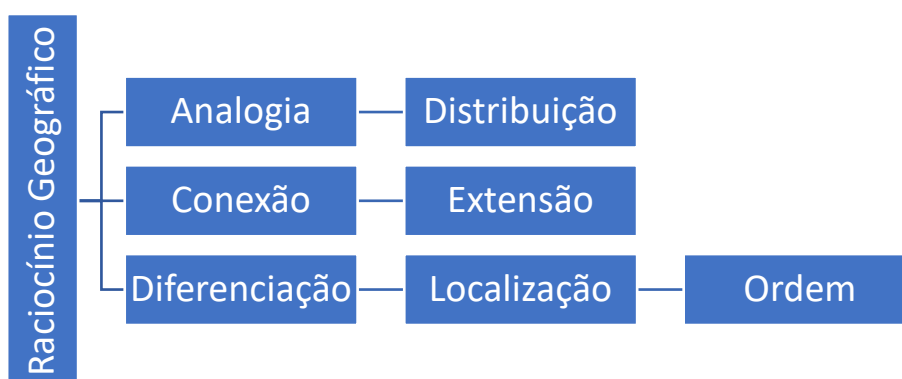 Raciocínio Geográfico
Analogia
Distribuição
Conexão
Extensão
Diferenciação
Localização
Ordem